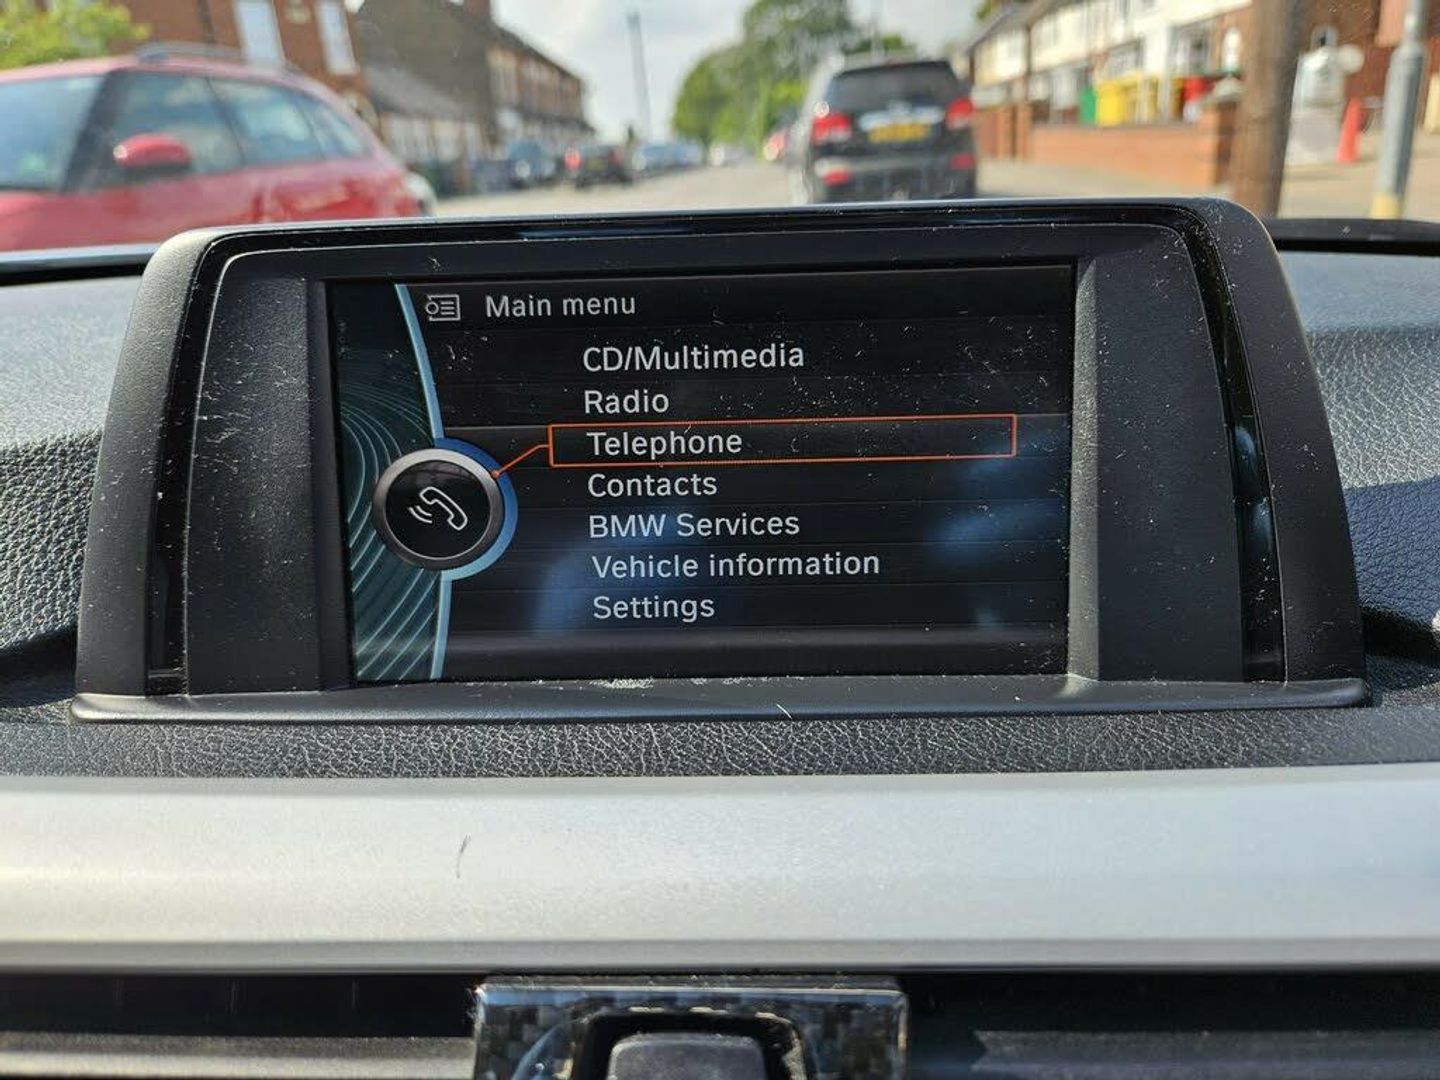 Main menu
CD/Multimedia
Radio
Telephone
Contacts
BMW Services
Vehicle information
Settings